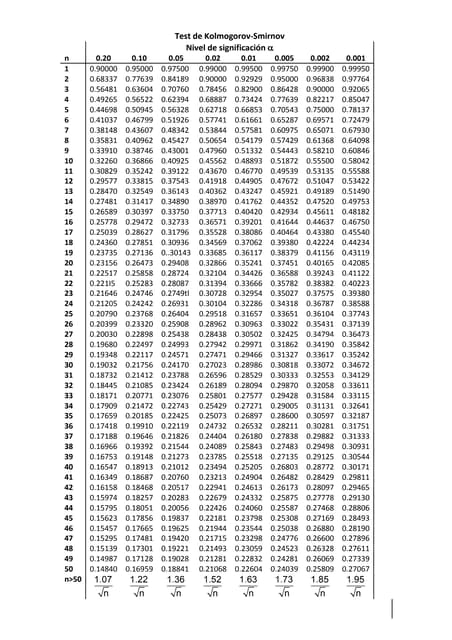 Test de Kolmogorov-Smirnov
Nivel de significación α
n 0.20 0.10 0.05 0.02 0.01 0.005 0.002 0.001
1 0.90000 0.95000 0.97500 0.99000 0.99500 0.99750 0.99900 0.99950
2 0.68337 0.77639 0.84189 0.90000 0.92929 0.95000 0.96838 0.97764
3 0.56481 0.63604 0.70760 0.78456 0.82900 0.86428 0.90000 0.92065
4 0.49265 0.56522 0.62394 0.68887 0.73424 0.77639 0.82217 0.85047
5 0.44698 0.50945 0.56328 0.62718 0.66853 0.70543 0.75000 0.78137
6 0.41037 0.46799 0.51926 0.57741 0.61661 0.65287 0.69571 0.72479
7 0.38148 0.43607 0.48342 0.53844 0.57581 0.60975 0.65071 0.67930
8 0.35831 0.40962 0.45427 0.50654 0.54179 0.57429 0.61368 0.64098
9 0.33910 0.38746 0.43001 0.47960 0.51332 0.54443 0.58210 0.60846
10 0.32260 0.36866 0.40925 0.45562 0.48893 0.51872 0.55500 0.58042
11 0.30829 0.35242 0.39122 0.43670 0.46770 0.49539 0.53135 0.55588
12 0.29577 0.33815 0.37543 0.41918 0.44905 0.47672 0.51047 0.53422
13 0.28470 0.32549 0.36143 0.40362 0.43247 0.45921 0.49189 0.51490
14 0.27481 0.31417 0.34890 0.38970 0.41762 0.44352 0.47520 0.49753
15 0.26589 0.30397 0.33750 0.37713 0.40420 0.42934 0.45611 0.48182
16 0.25778 0.29472 0.32733 0.36571 0.39201 0.41644 0.44637 0.46750
17 0.25039 0.28627 0.31796 0.35528 0.38086 0.40464 0.43380 0.45540
18 0.24360 0.27851 0.30936 0.34569 0.37062 0.39380 0.42224 0.44234
19 0.23735 0.27136 0.30143 0.33685 0.36117 0.38379 0.41156 0.43119
20 0.23156 0.26473 0.29408 0.32866 0.35241 0.37451 0.40165 0.42085
21 0.22517 0.25858 0.28724 0.32104 0.34426 0.36588 0.39243 0.41122
22 0.221l5 0.25283 0.28087 0.31394 0.33666 0.35782 0.38382 0.40223
23 0.21646 0.24746 0.2749tl 0.30728 0.32954 0.35027 0.37575 0.39380
24 0.21205 0.24242 0.26931 0.30104 0.32286 0.34318 0.36787 0.38588
25 0.20790 0.23768 0.26404 0.29518 0.31657 0.33651 0.36104 0.37743
26 0.20399 0.23320 0.25908 0.28962 0.30963 0.33022 0.35431 0.37139
27 0.20030 0.22898 0.25438 0.28438 0.30502 0.32425 0.34794 0.36473
28 0.19680 0.22497 0.24993 0.27942 0.29971 0.31862 0.34190 0.35842
29 0.19348 0.22117 0.24571 0.27471 0.29466 0.31327 0.33617 0.35242
30 0.19032 0.21756 0.24170 0.27023 0.28986 0.30818 0.33072 0.34672
31 0.18732 0.21412 0.23788 0.26596 0.28529 0.30333 0.32553 0.34129
32 0.18445 0.21085 0.23424 0.26189 0.28094 0.29870 0.32058 0.33611
33 0.18171 0.20771 0.23076 0.25801 0.27577 0.29428 0.31584 0.33115
34 0.17909 0.21472 0.22743 0.25429 0.27271 0.29005 0.31131 0.32641
35 0.17659 0.20185 0.22425 0.25073 0.26897 0.28600 0.30597 0.32187
36 0.17418 0.19910 0.22119 0.24732 0.26532 0.28211 0.30281 0.31751
37 0.17188 0.19646 0.21826 0.24404 0.26180 0.27838 0.29882 0.31333
38 0.16966 0.19392 0.21544 0.24089 0.25843 0.27483 0.29498 0.30931
39 0.16753 0.19148 0.21273 0.23785 0.25518 0.27135 0.29125 0.30544
40 0.16547 0.18913 0.21012 0.23494 0.25205 0.26803 0.28772 0.30171
41 0.16349 0.18687 0.20760 0.23213 0.24904 0.26482 0.28429 0.29811
42 0.16158 0.18468 0.20517 0.22941 0.24613 0.26173 0.28097 0.29465
43 0.15974 0.18257 0.20283 0.22679 0.24332 0.25875 0.27778 0.29130
44 0.15795 0.18051 0.20056 0.22426 0.24060 0.25587 0.27468 0.28806
45 0.15623 0.17856 0.19837 0.22181 0.23798 0.25308 0.27169 0.28493
46 0.15457 0.17665 0.19625 0.21944 0.23544 0.25038 0.26880 0.28190
47 0.15295 0.17481 0.19420 0.21715 0.23298 0.24776 0.26600 0.27896
48 0.15139 0.17301 0.19221 0.21493 0.23059 0.24523 0.26328 0.27611
49 0.14987 0.17128 0.19028 0.21281 0.22832 0.24281 0.26069 0.27339
50 0.14840 0.16959 0.18841 0.21068 0.22604 0.24039 0.25809 0.27067
n>50 1.07 1.22 1.36 1.52 1.63 1.73 1.85 1.95
√n √n √n √n √n √n √n √n